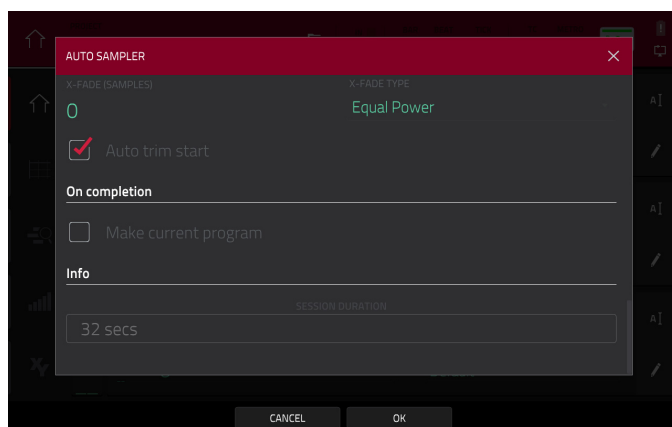 AUTO SAMPLER
X-FADE (SAMPLES)
X-FADE TYPE
0
Equal Power
Auto trim start
On completion
Make current program
Info
SESSION DURATION
32 secs
CANCEL
OK